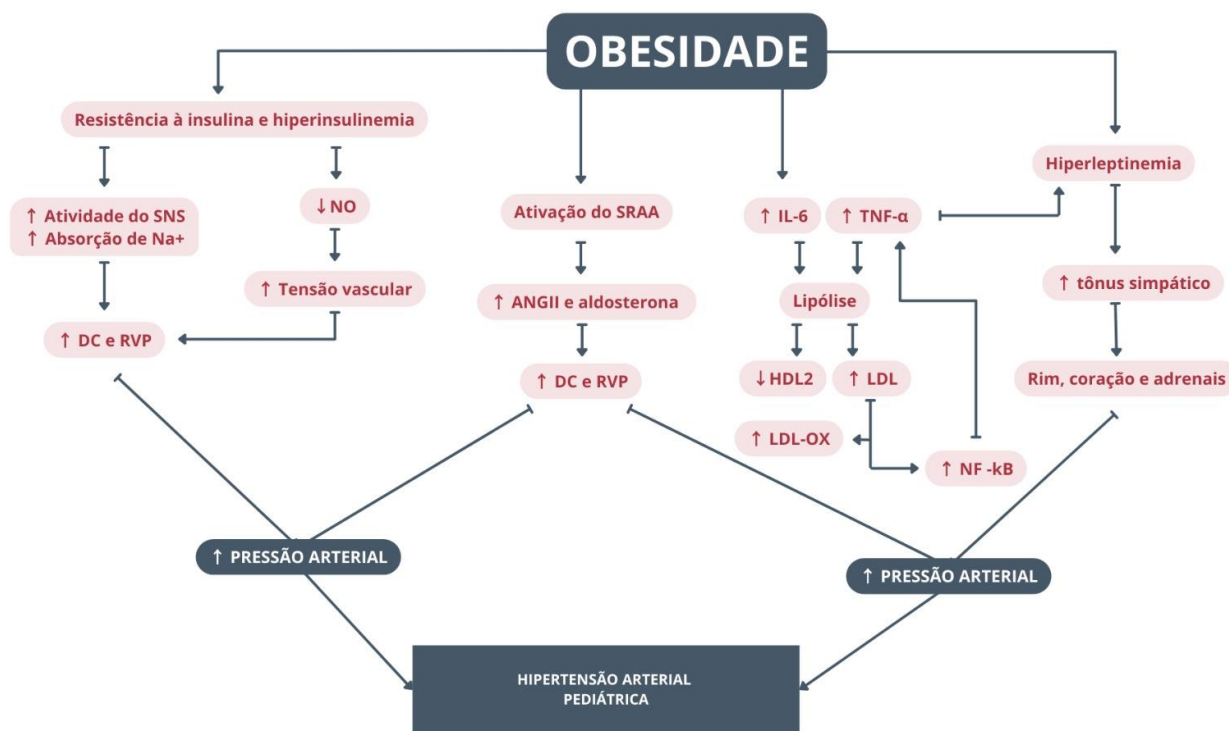 OBESIDADE
Resistência à insulina e hiperinsulinemia
↑ Atividade do SNS
↑ Absorção de Na+
↓ NO
↑ Tensão vascular
↑ DC e RVP
Ativação do SRAA
↑ ANGII e aldosterona
↑ DC e RVP
↑ IL-6
↑ TNF-α
Lipólise
↓ HDL2
↑ LDL
↑ LDL-OX
↑ NF -kB
Hiperleptinemia
↑ tônus simpático
Rim, coração e adrenais
↑ PRESSÃO ARTERIAL
↑ PRESSÃO ARTERIAL
HIPERTENSÃO ARTERIAL
PEDIÁTRICA